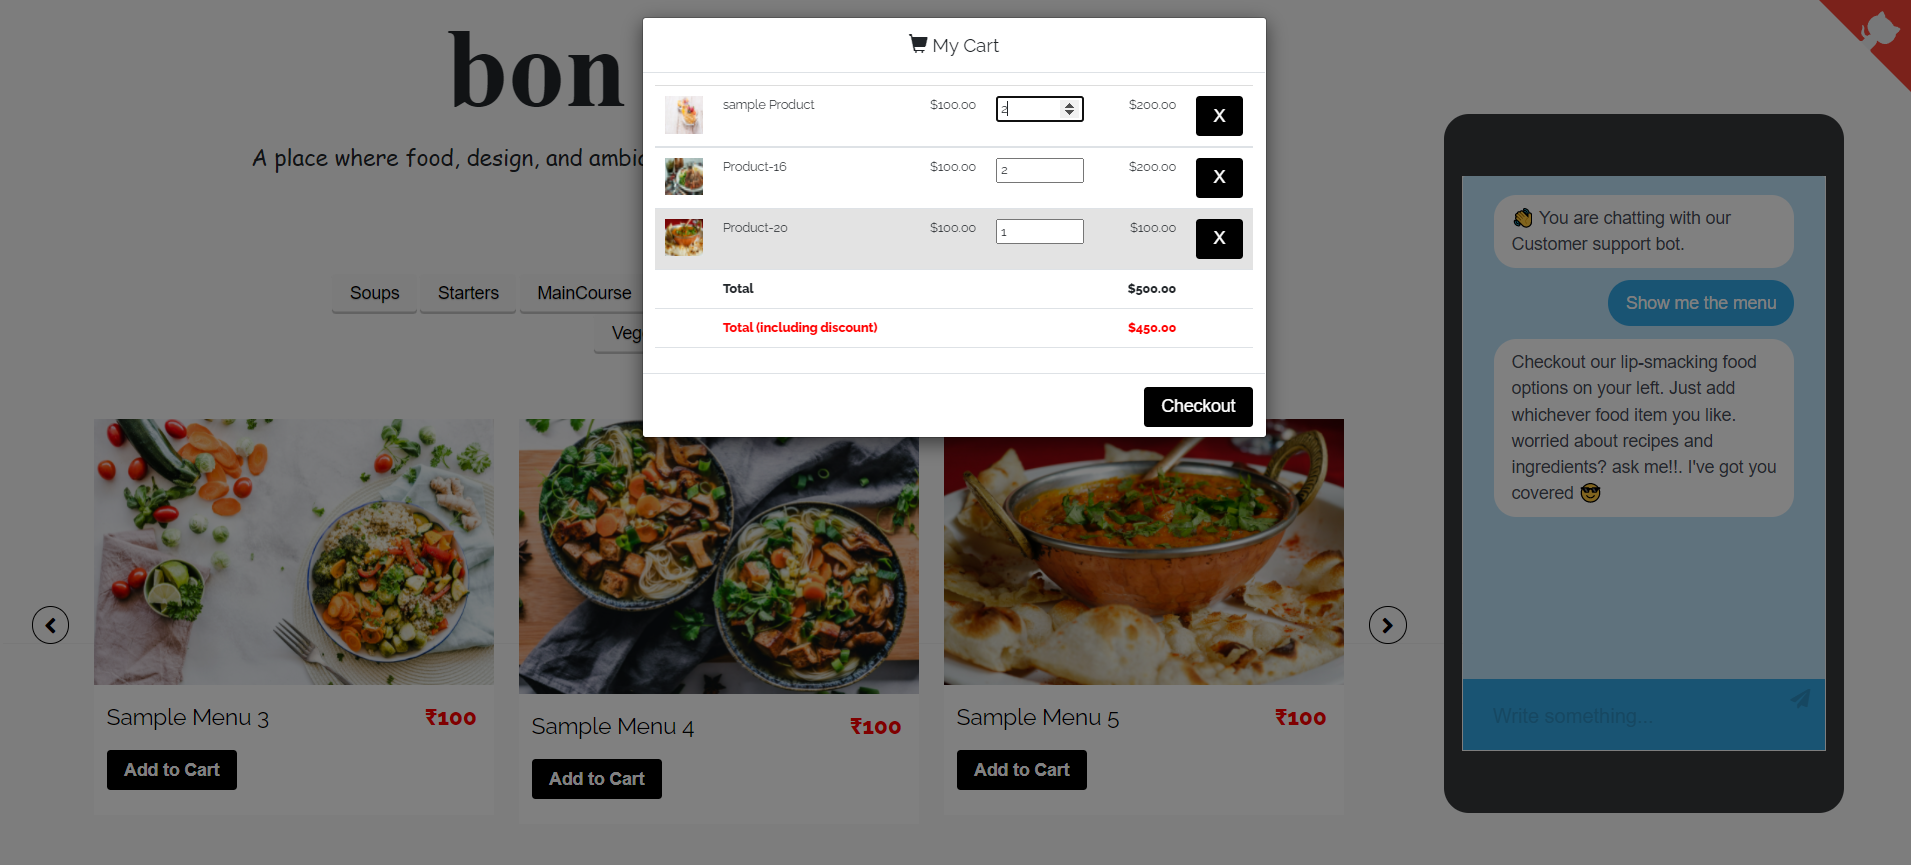 bon
A place where food, design, and ambi
Soups Starters MainCourse
Veg
My Cart
sample Product $100.00 2 $200.00 X
Product-16 $100.00 2 $200.00 X
Product-20 $100.00 1 $100.00 X
Total $500.00
Total (including discount) $450.00
Checkout
Sample Menu 3 ₹100
Add to Cart
Sample Menu 4 ₹100
Add to Cart
Sample Menu 5 ₹100
Add to Cart
👋 You are chatting with our
Customer support bot.
Show me the menu
Checkout our lip-smacking food
options on your left. Just add
whichever food item you like.
worried about recipes and
ingredients? ask me!!. I've got you
covered 😎
Write something...